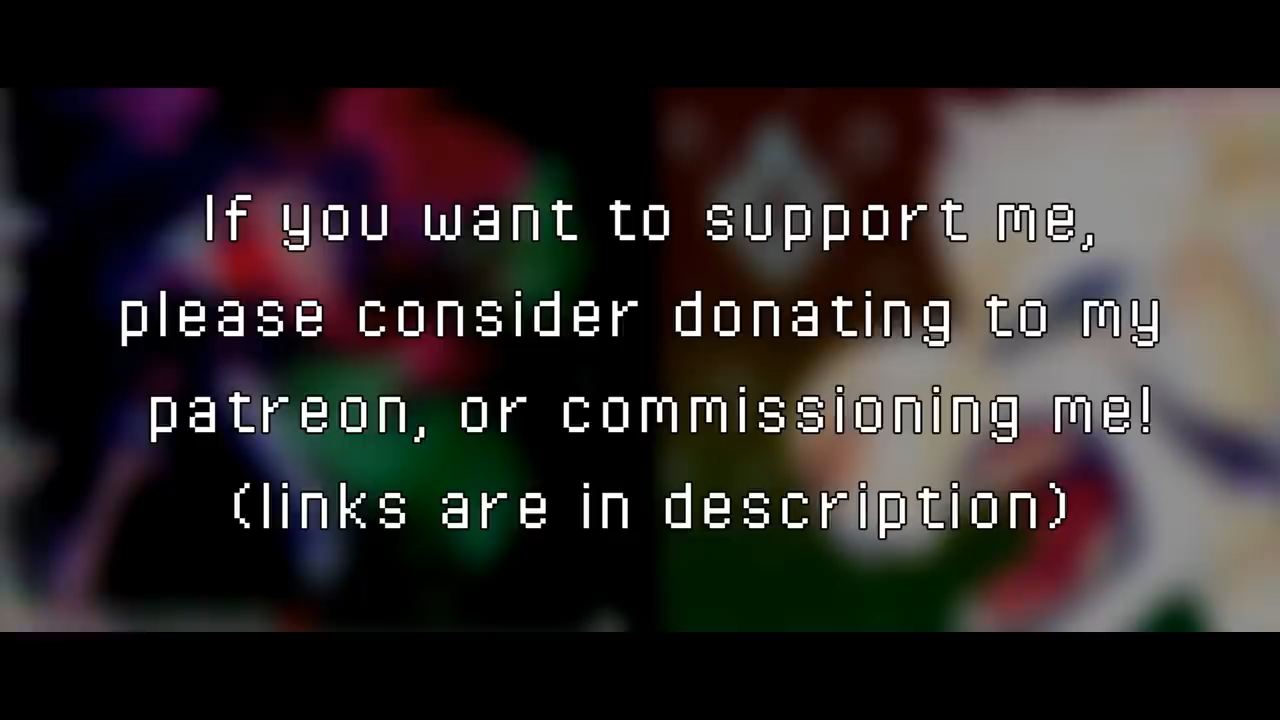 If you want to support me,
please consider donating to my
patreon, or commissioning me!
(links are in description)